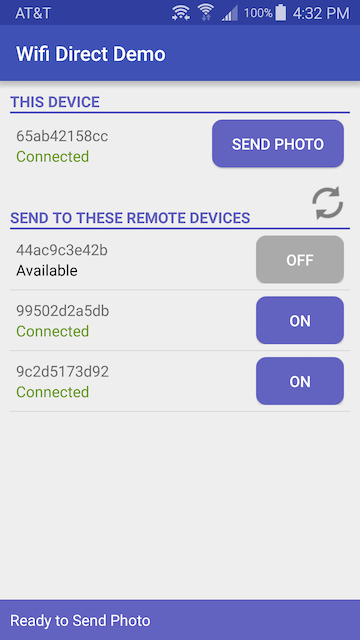 AT&T 100% 4:32 PM
Wifi Direct Demo
THIS DEVICE
65ab42158cc
Connected
SEND PHOTO
SEND TO THESE REMOTE DEVICES
44ac9c3e42b
Available
OFF
99502d2a5db
Connected
ON
9c2d5173d92
Connected
ON
Ready to Send Photo